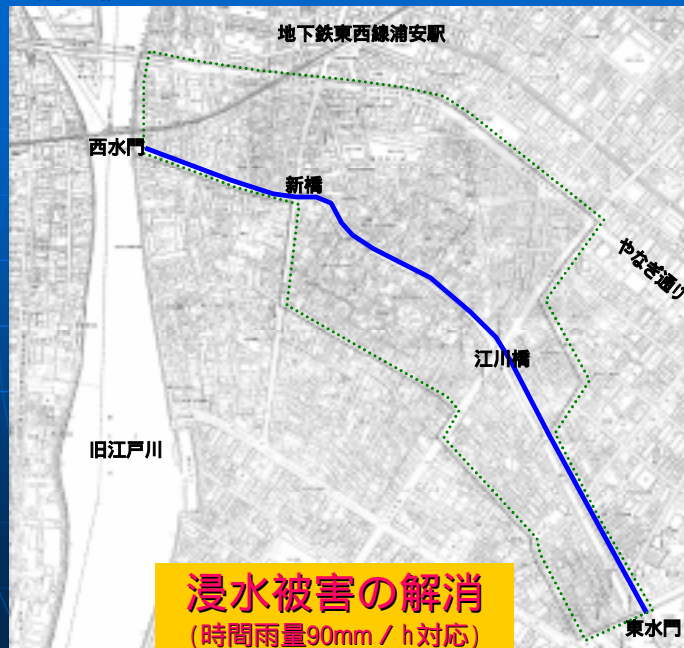 地下鉄東西線浦安駅
西水門
新橋
やなぎ通り
江川橋
旧江戸川
浸水被害の解消
(時間雨量90mm / h対応)
東水門